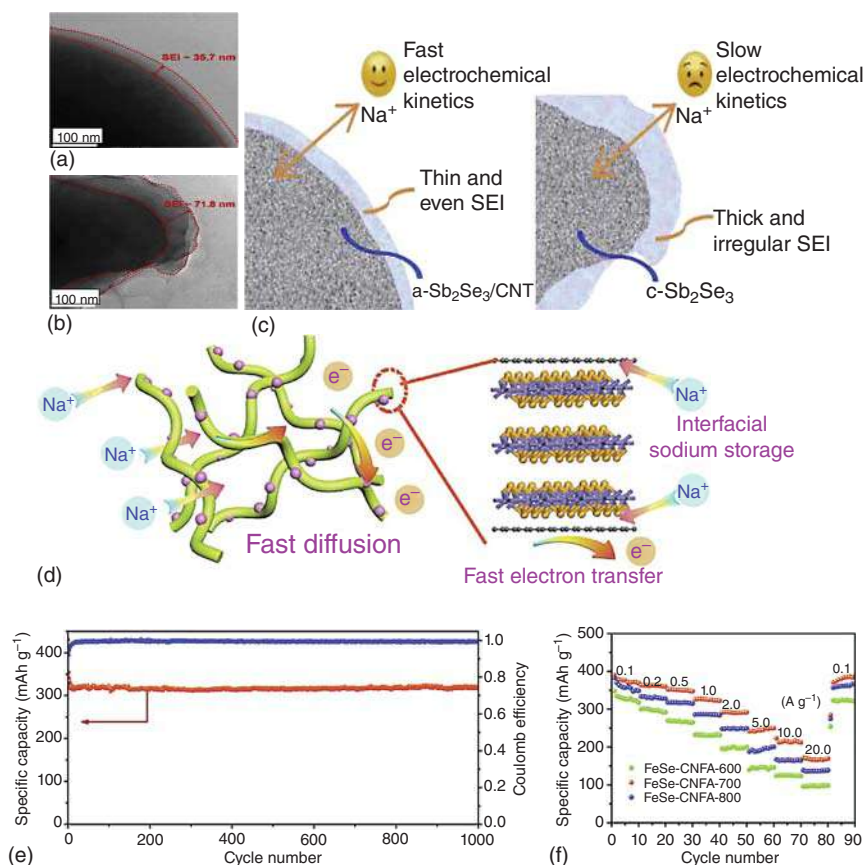 SEI ~ 35.7 nm
100 nm
(a)
SEI ~ 71.8 nm
100 nm
(b)
Fast
electrochemical
kinetics
Na⁺
Thin and
even SEI
a-Sb₂Se₃/CNT
Slow
electrochemical
kinetics
Na⁺
Thick and
irregular SEI
c-Sb₂Se₃
(c)
Na⁺
Na⁺
Na⁺
e⁻
e⁻
e⁻
Fast diffusion
Na⁺
Interfacial
sodium storage
Na⁺
e⁻
Fast electron transfer
(d)
Specific capacity (mAh g⁻¹)
400
300
200
100
0
1.0
0.8
0.6
0.4
0.2
0.0
Coulomb efficiency
0 200 400 600 800 1000
Cycle number
(e)
Specific capacity (mAh g⁻¹)
500
400
300
200
100
0
0.1
0.2
0.5
1.0
2.0
5.0
10.0
20.0
0.1
(A g⁻¹)
FeSe-CNFA-600
FeSe-CNFA-700
FeSe-CNFA-800
0 10 20 30 40 50 60 70 80 90
Cycle number
(f)